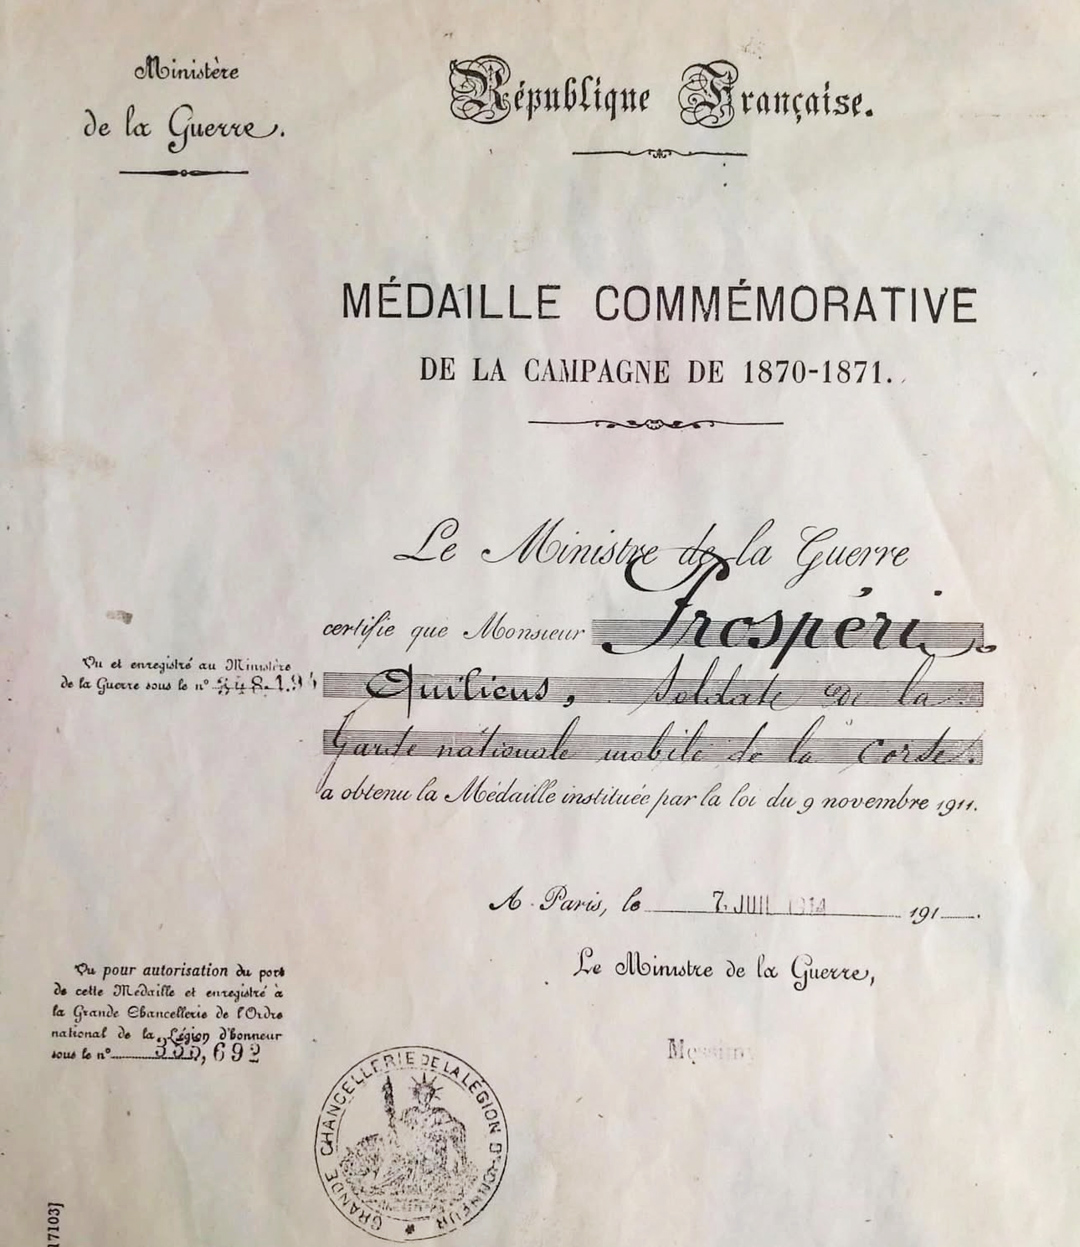 Ministère
de la Guerre.
République Française.
MÉDAILLE COMMÉMORATIVE
DE LA CAMPAGNE DE 1870-1871.
Le Ministre de la Guerre
certifie que Monsieur Prospéri
Quilicus, Soldat de la
Garde nationale mobile de la Corse.
a obtenu la Médaille instituée par la loi du 9 novembre 1911.
Vu et enregistré au Ministère
de la Guerre sous le nº
A Paris, le 7 JUIL 1914 191 .
Le Ministre de la Guerre,
Messimy
Vu pour autorisation du port
de cette Médaille et enregistré à
la Grande Chancellerie de l'Ordre
national de la Légion d'honneur
sous le nº
GRANDE CHANCELLERIE DE LA LÉGION D'HONNEUR
17103]